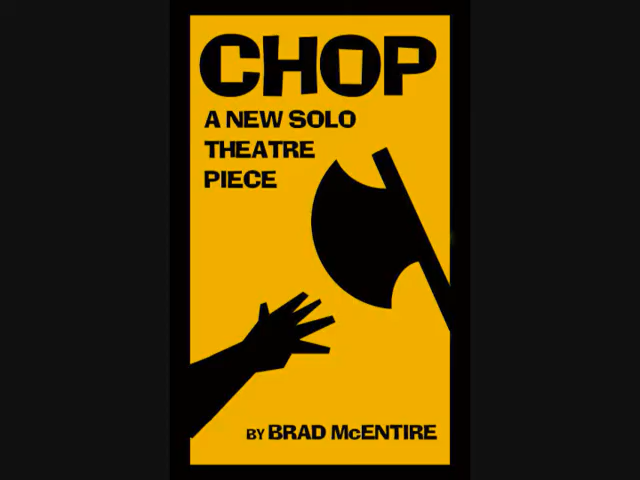 CHOP
A NEW SOLO
THEATRE
PIECE
BY BRAD McENTIRE